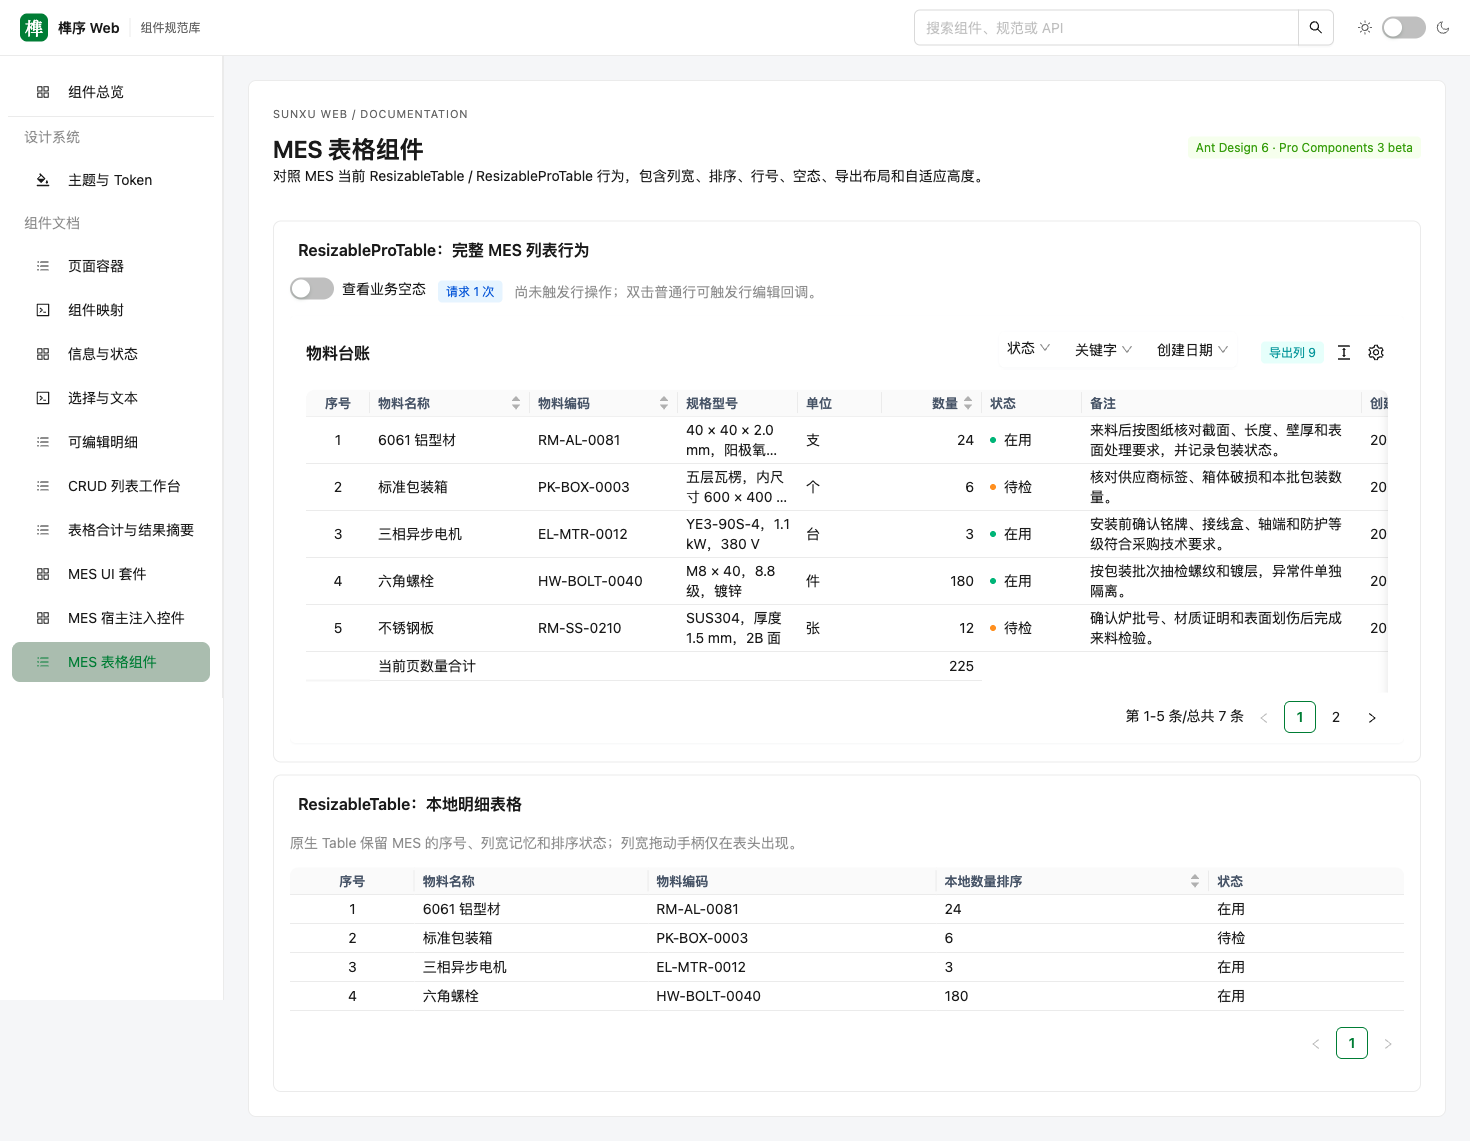 榫 榫序 Web 组件规范库
搜索组件、规范或 API
组件总览
设计系统
主题与 Token
组件文档
页面容器
组件映射
信息与状态
选择与文本
可编辑明细
CRUD 列表工作台
表格合计与结果摘要
MES UI 套件
MES 宿主注入控件
MES 表格组件
SUNXU WEB / DOCUMENTATION
MES 表格组件
Ant Design 6 · Pro Components 3 beta
对照 MES 当前 ResizableTable / ResizableProTable 行为，包含列宽、排序、行号、空态、导出布局和自适应高度。
ResizableProTable：完整 MES 列表行为
查看业务空态 请求 1 次 尚未触发行操作；双击普通行可触发编辑回调。
物料台账 状态 关键字 创建日期 导出列 9
序号 物料名称 物料编码 规格型号 单位 数量 状态 备注 创
1 6061 铝型材 RM-AL-0081 40 × 40 × 2.0 mm，阳极氧... 支 24 在用 来料后按图纸核对截面、长度、壁厚和表面处理要求，并记录包装状态。 20
2 标准包装箱 PK-BOX-0003 五层瓦楞，内尺寸 600 × 400 ... 个 6 待检 核对供应商标签、箱体破损和本批包装数量。 20
3 三相异步电机 EL-MTR-0012 YE3-90S-4，1.1 kW，380 V 台 3 在用 安装前确认铭牌、接线盒、轴端和防护等级符合采购技术要求。 20
4 六角螺栓 HW-BOLT-0040 M8 × 40，8.8 级，镀锌 件 180 在用 按包装批次抽检螺纹和镀层，异常件单独隔离。 20
5 不锈钢板 RM-SS-0210 SUS304，厚度 1.5 mm，2B 面 张 12 待检 确认炉批号、材质证明和表面划伤后完成来料检验。 20
当前页数量合计 225
第 1-5 条/总共 7 条 1 2
ResizableTable：本地明细表格
原生 Table 保留 MES 的序号、列宽记忆和排序状态；列宽拖动手柄仅在表头出现。
序号 物料名称 物料编码 本地数量排序 状态
1 6061 铝型材 RM-AL-0081 24 在用
2 标准包装箱 PK-BOX-0003 6 待检
3 三相异步电机 EL-MTR-0012 3 在用
4 六角螺栓 HW-BOLT-0040 180 在用
1